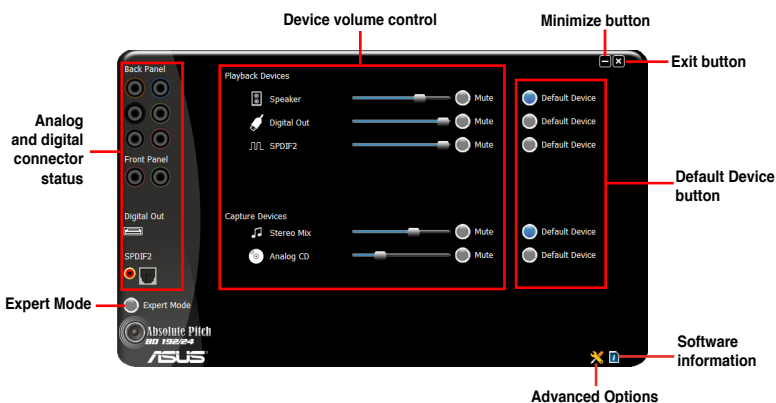 Device volume control
Minimize button
Exit button
Back Panel
Playback Devices
Speaker
Mute
Default Device
Digital Out
Mute
Default Device
SPDIF2
Mute
Default Device
Analog
and digital
connector
status
Front Panel
Default Device
button
Digital Out
Capture Devices
Stereo Mix
Mute
Default Device
Analog CD
Mute
Default Device
SPDIF2
Expert Mode
Expert Mode
Absolute Pitch
BD 192/24
ASUS
Software
information
Advanced Options